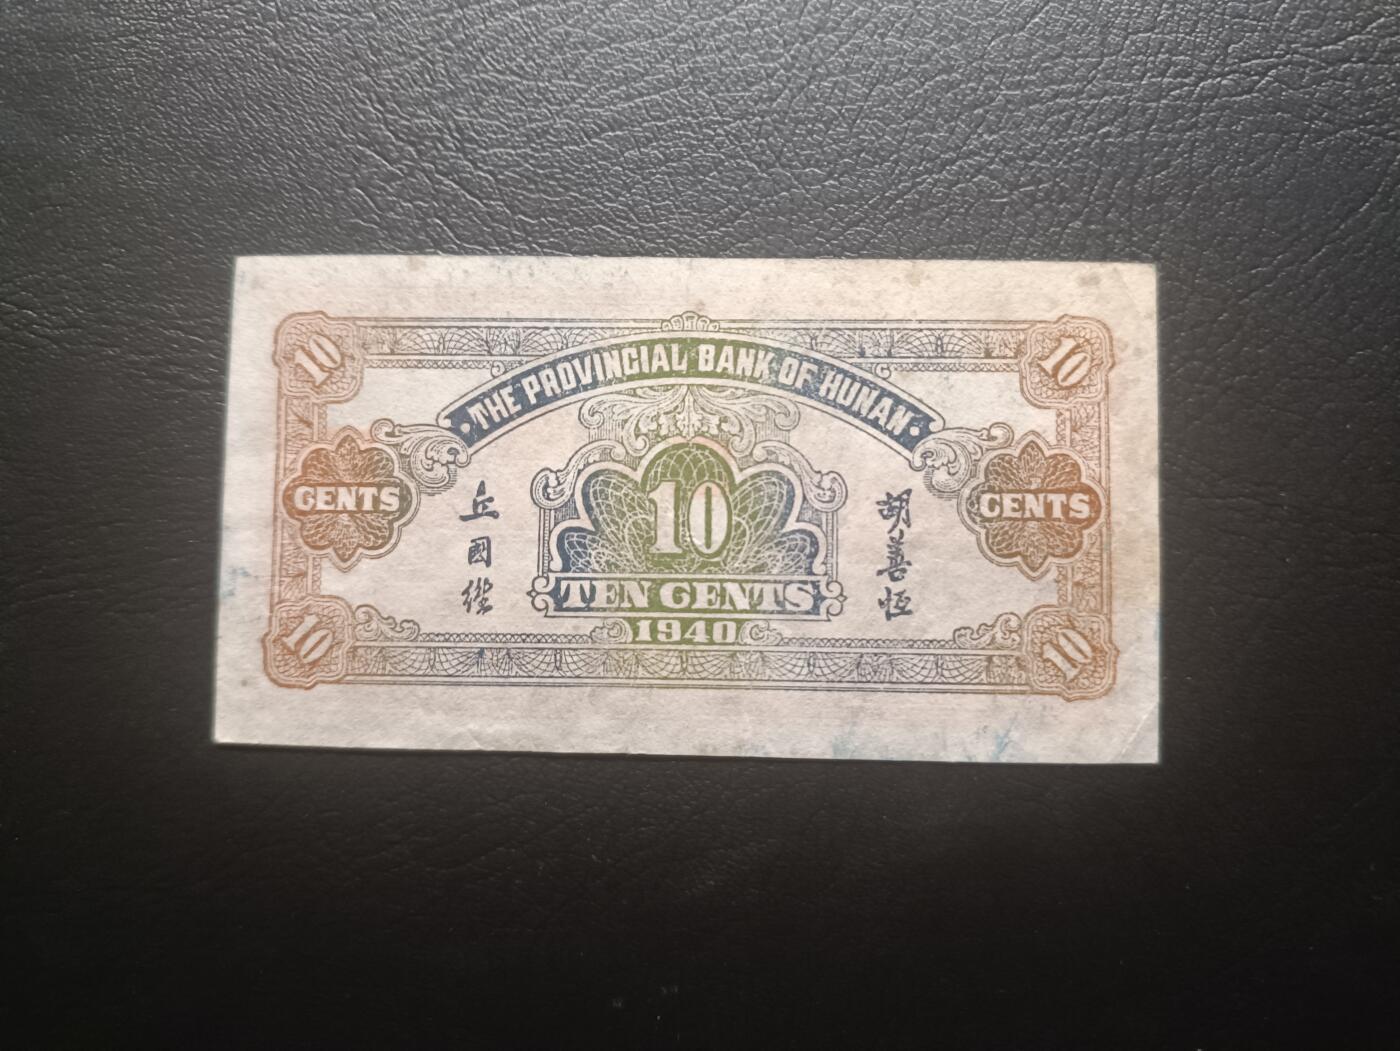 10
10
THE PROVINCIAL BANK OF HUNAN
CENTS
10
CENTS
丘國維
胡善恆
TEN CENTS
1940
10
10